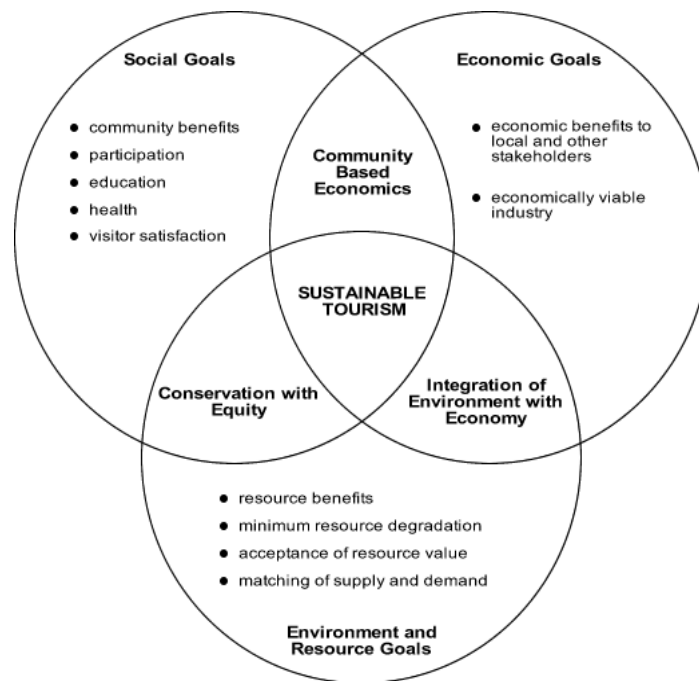 Social Goals
Economic Goals
● community benefits
● participation
● education
● health
● visitor satisfaction
Community
Based
Economics
● economic benefits to
local and other
stakeholders
● economically viable
industry
SUSTAINABLE
TOURISM
Conservation with
Equity
Integration of
Environment with
Economy
● resource benefits
● minimum resource degradation
● acceptance of resource value
● matching of supply and demand
Environment and
Resource Goals